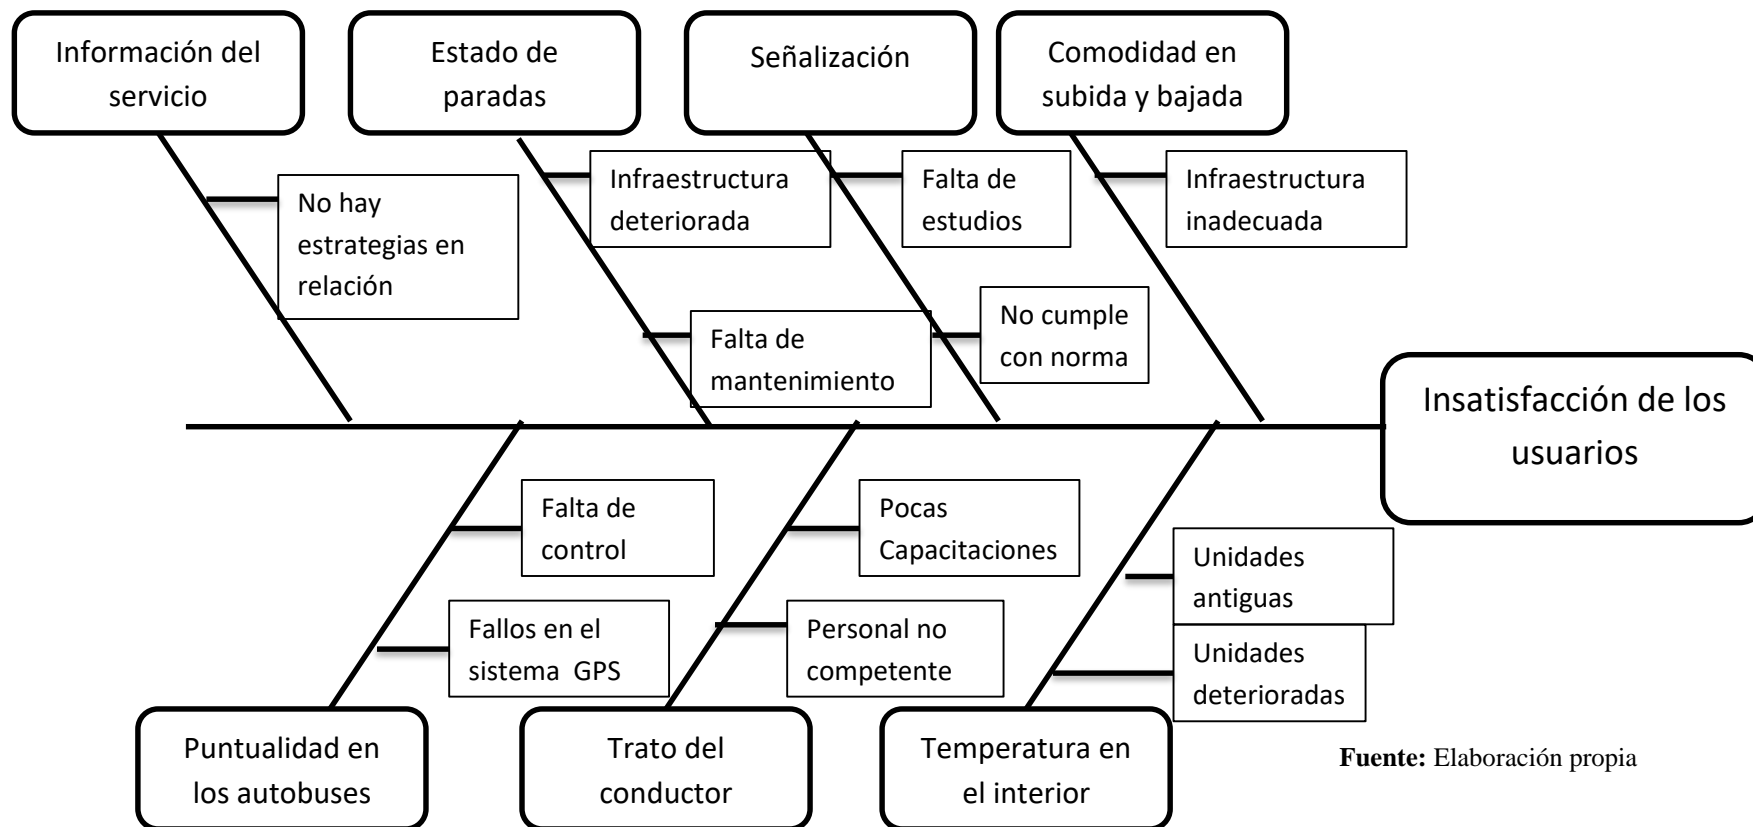 Información del
servicio
Estado de
paradas
Señalización
Comodidad en
subida y bajada
No hay
estrategias en
relación
Infraestructura
deteriorada
Falta de
mantenimiento
Falta de
estudios
No cumple
con norma
Infraestructura
inadecuada
Insatisfacción de los
usuarios
Falta de
control
Fallos en el
sistema GPS
Pocas
Capacitaciones
Personal no
competente
Unidades
antiguas
Unidades
deterioradas
Puntualidad en
los autobuses
Trato del
conductor
Temperatura en
el interior
Fuente: Elaboración propia